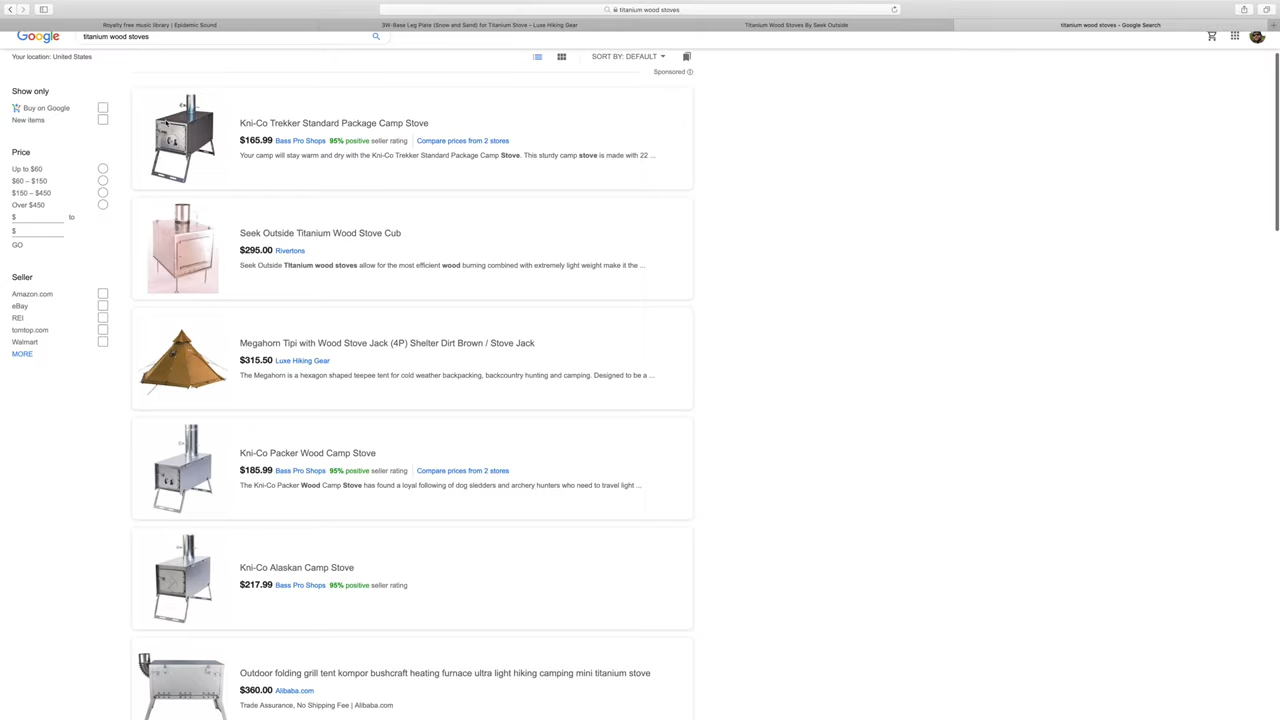 titanium wood stoves
Royalty free music library | Epidemic Sound
3W-Base Leg Plate (Snow and Send) for Titanium Stove – Luxe Hiking Gear
Titanium Wood Stoves By Seek Outside
titanium wood stoves - Google Search
Google
titanium wood stoves
Your location: United States
SORT BY: DEFAULT
Sponsored
Show only
Buy on Google
New items
Price
Up to $60
$60 – $150
$150 – $450
Over $450
$ to
$
GO
Seller
Amazon.com
eBay
REI
tomtop.com
Walmart
MORE
Kni-Co Trekker Standard Package Camp Stove
$165.99 Bass Pro Shops 95% positive seller rating Compare prices from 2 stores
Your camp will stay warm and dry with the Kni-Co Trekker Standard Package Camp Stove. This sturdy camp stove is made with 22 ...
Seek Outside Titanium Wood Stove Cub
$295.00 Rivertons
Seek Outside Titanium wood stoves allow for the most efficient wood burning combined with extremely light weight make it the ...
Megahorn Tipi with Wood Stove Jack (4P) Shelter Dirt Brown / Stove Jack
$315.50 Luxe Hiking Gear
The Megahorn is a hexagon shaped teepee tent for cold weather backpacking, backcountry hunting and camping. Designed to be a ...
Kni-Co Packer Wood Camp Stove
$185.99 Bass Pro Shops 95% positive seller rating Compare prices from 2 stores
The Kni-Co Packer Wood Camp Stove has found a loyal following of dog sledders and archery hunters who need to travel light ...
Kni-Co Alaskan Camp Stove
$217.99 Bass Pro Shops 95% positive seller rating
Outdoor folding grill tent kompor bushcraft heating furnace ultra light hiking camping mini titanium stove
$360.00 Alibaba.com
Trade Assurance, No Shipping Fee | Alibaba.com